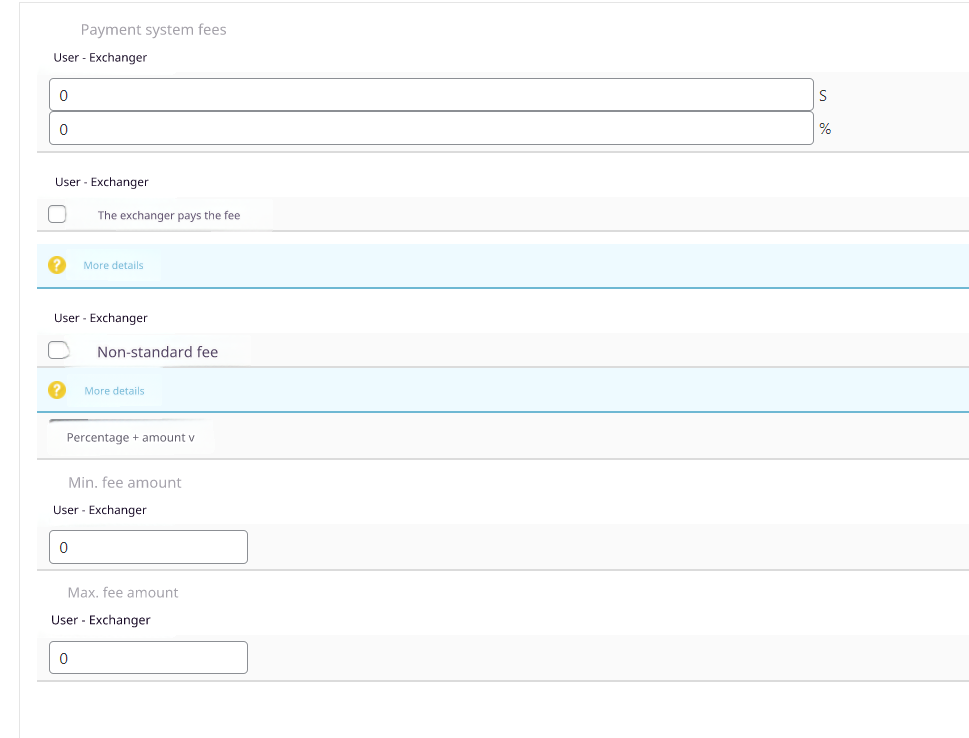 Payment system fees
User - Exchanger
0 S
0 %
User - Exchanger
The exchanger pays the fee
? More details
User - Exchanger
Non-standard fee
? More details
Percentage + amount v
Min. fee amount
User - Exchanger
0
Max. fee amount
User - Exchanger
0